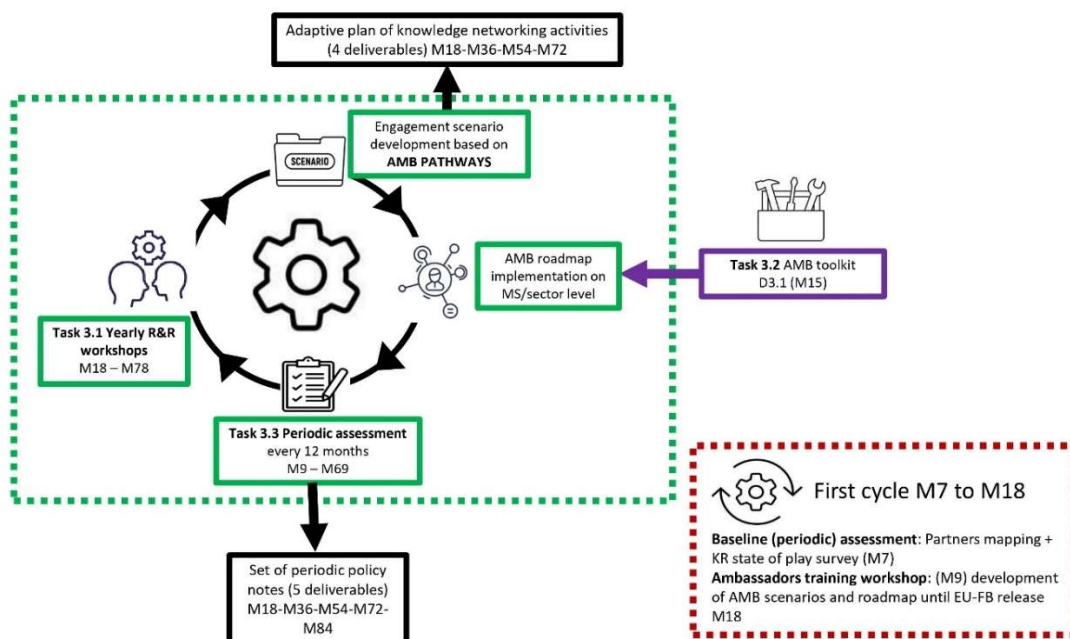 Adaptive plan of knowledge networking activities
(4 deliverables) M18-M36-M54-M72
SCENARIO
Engagement scenario
development based on
AMB PATHWAYS
AMB roadmap
implementation on
MS/sector level
Task 3.2 AMB toolkit
D3.1 (M15)
Task 3.1 Yearly R&R
workshops
M18 – M78
Task 3.3 Periodic assessment
every 12 months
M9 – M69
Set of periodic policy
notes (5 deliverables)
M18-M36-M54-M72-
M84
First cycle M7 to M18
Baseline (periodic) assessment: Partners mapping +
KR state of play survey (M7)
Ambassadors training workshop: (M9) development
of AMB scenarios and roadmap until EU-FB release
M18